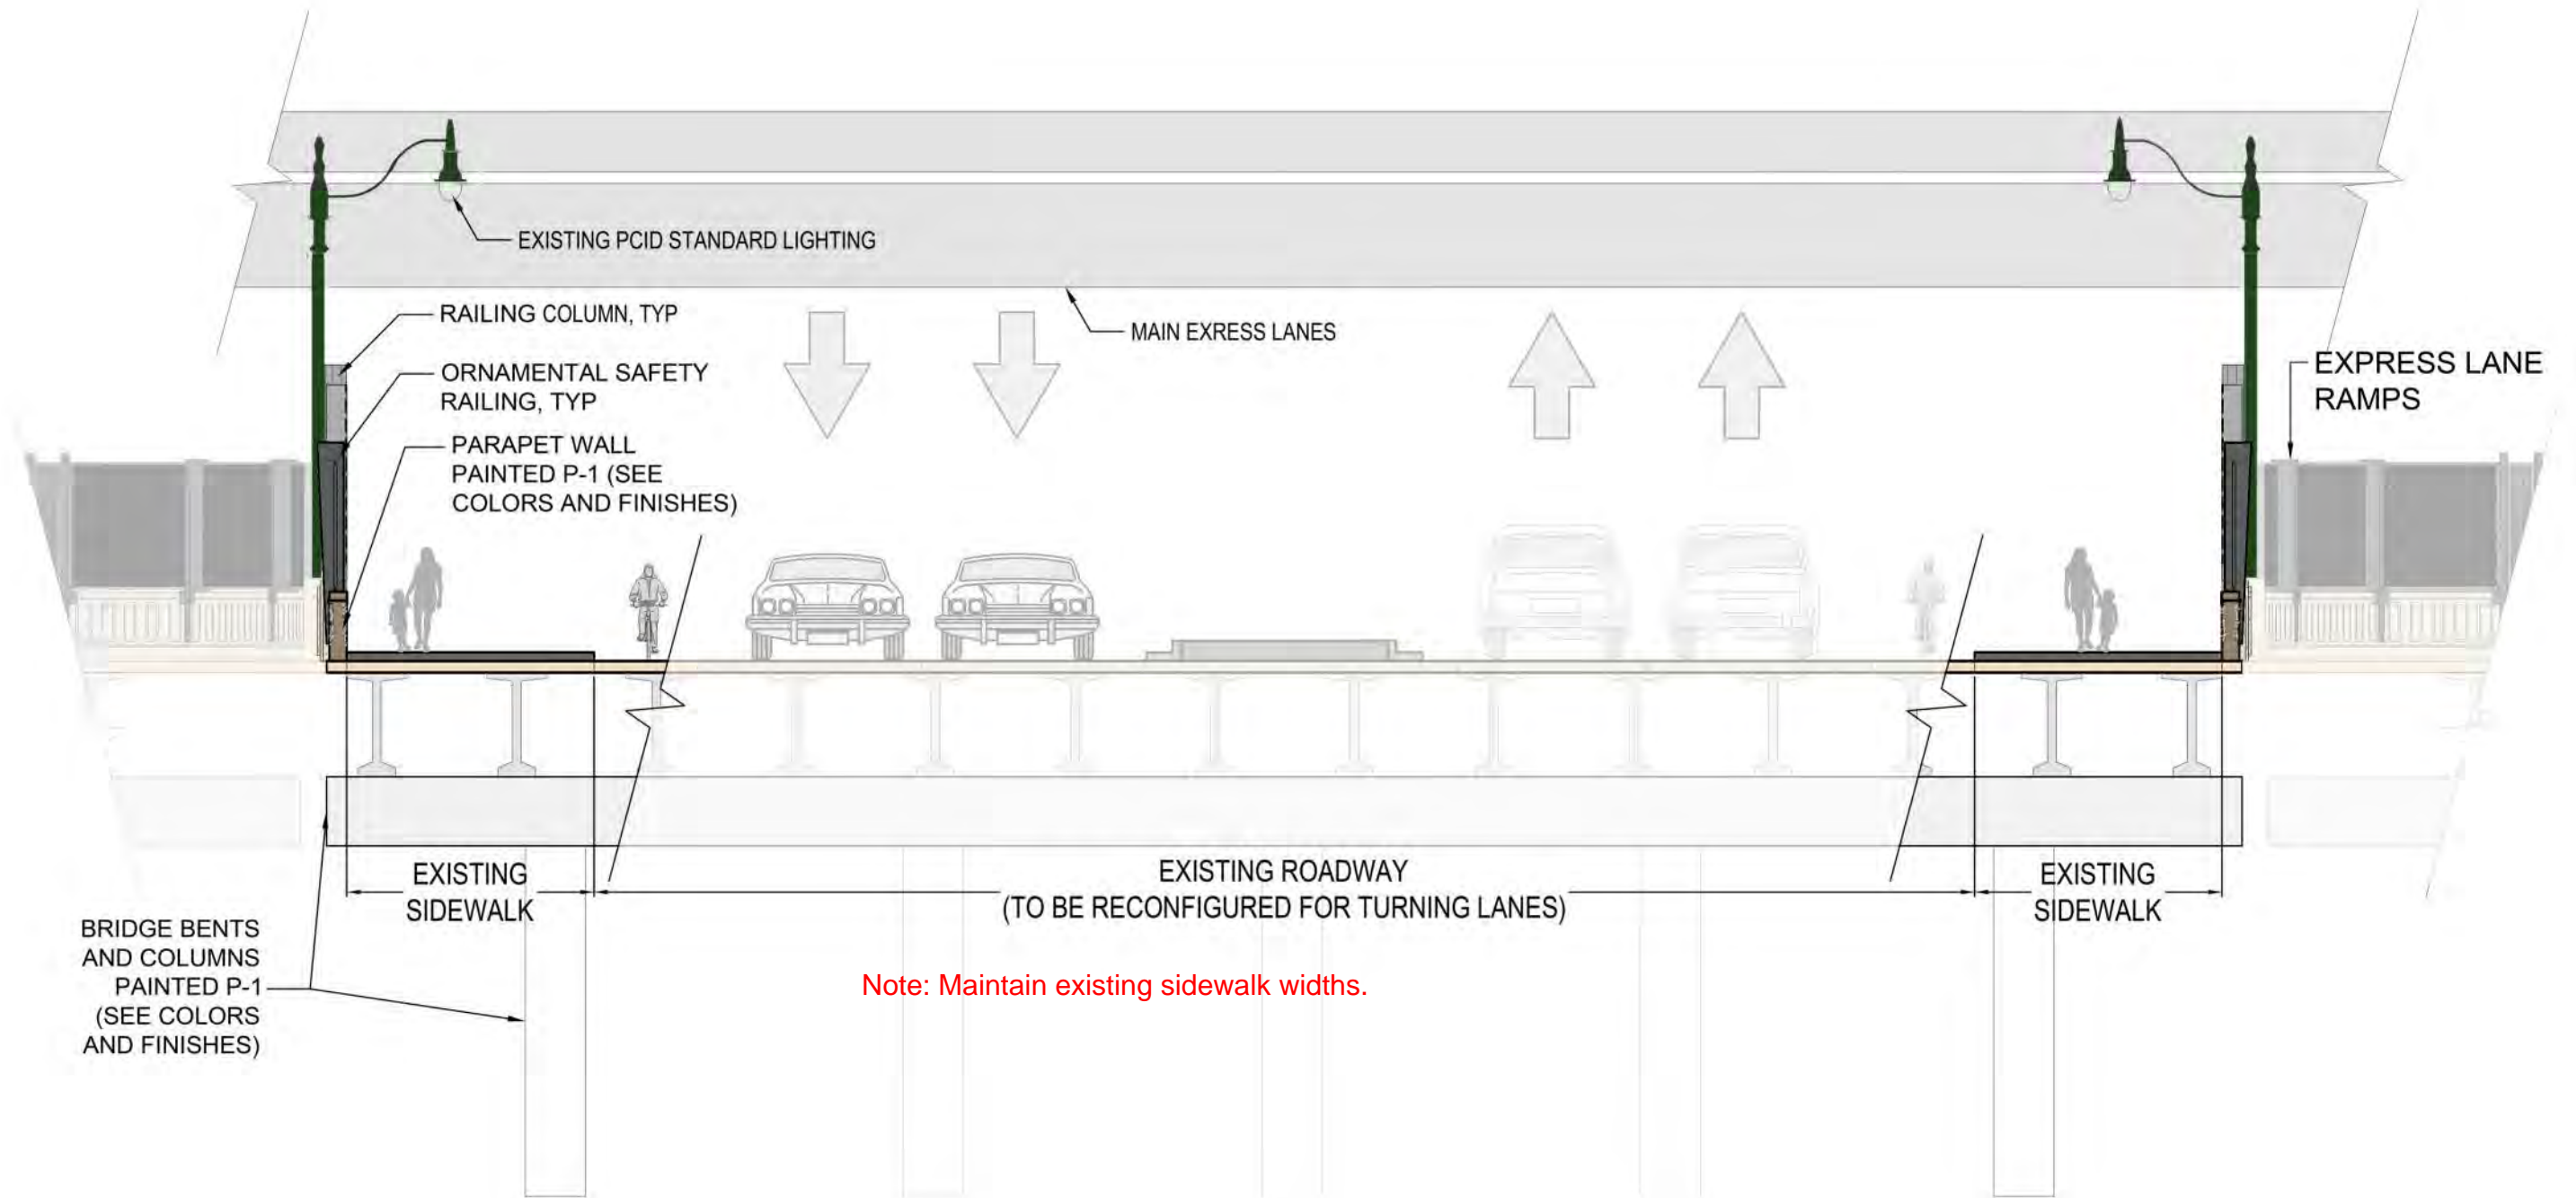 EXISTING PCID STANDARD LIGHTING
RAILING COLUMN, TYP
MAIN EXRESS LANES
ORNAMENTAL SAFETY
RAILING, TYP
EXPRESS LANE
RAMPS
PARAPET WALL
PAINTED P-1 (SEE
COLORS AND FINISHES)
EXISTING
SIDEWALK
EXISTING ROADWAY
(TO BE RECONFIGURED FOR TURNING LANES)
EXISTING
SIDEWALK
BRIDGE BENTS
AND COLUMNS
PAINTED P-1
(SEE COLORS
AND FINISHES)
Note: Maintain existing sidewalk widths.